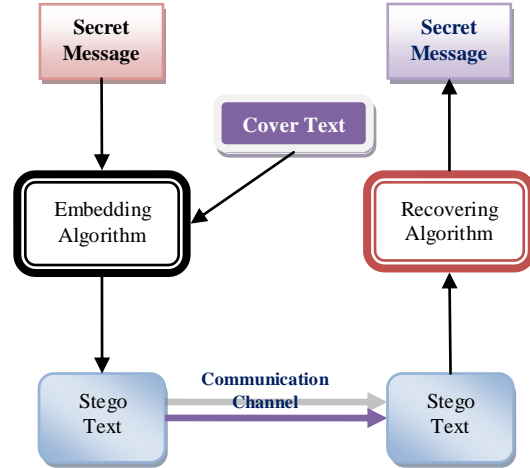 Secret
Message
Secret
Message
Cover Text
Embedding
Algorithm
Recovering
Algorithm
Stego
Text
Communication
Channel
Stego
Text